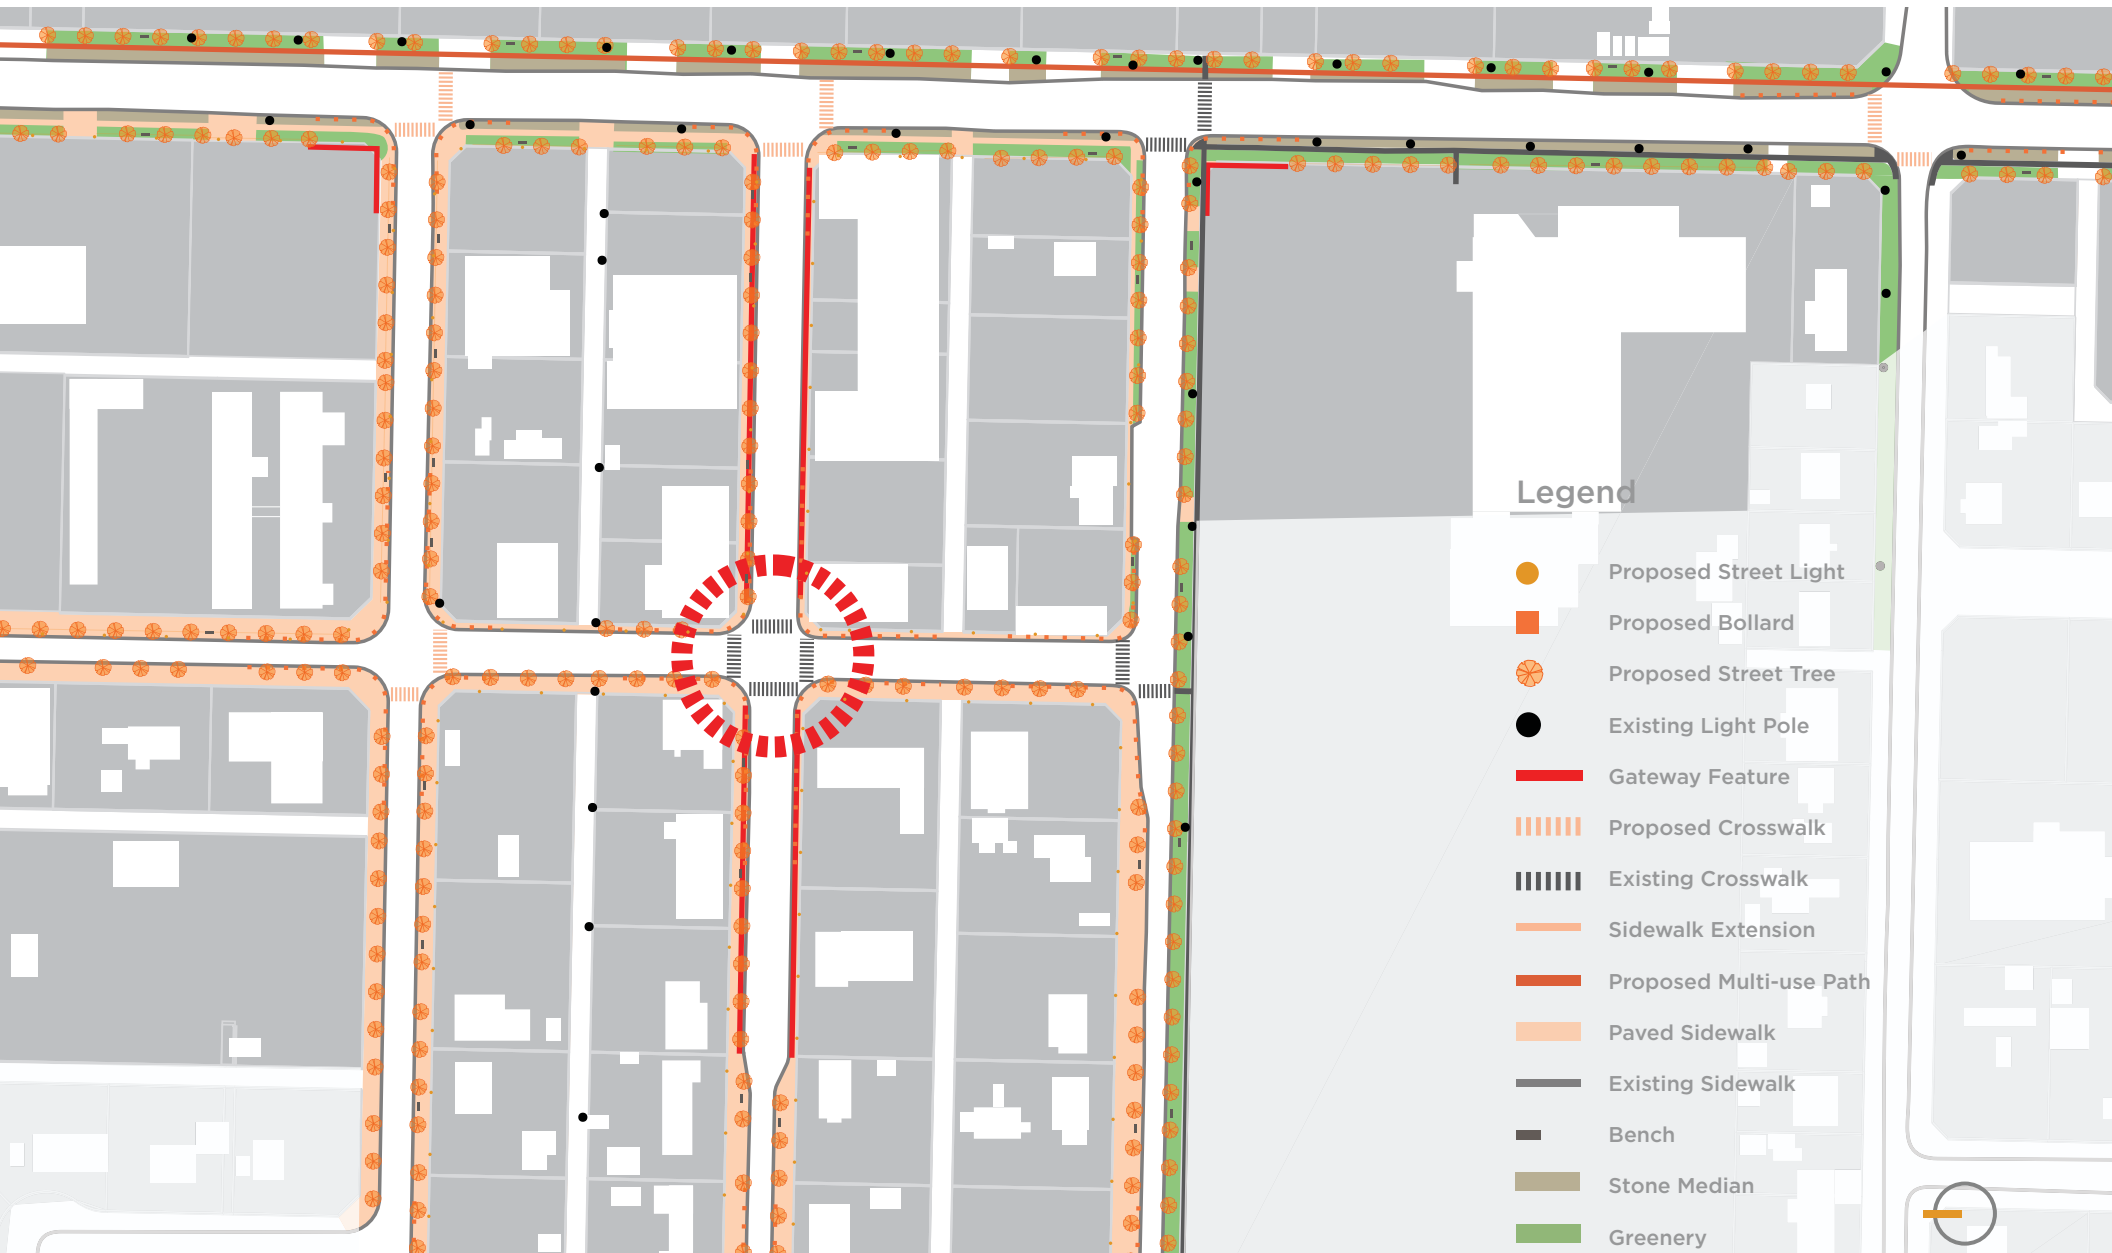 Legend
Proposed Street Light
Proposed Bollard
Proposed Street Tree
Existing Light Pole
Gateway Feature
Proposed Crosswalk
Existing Crosswalk
Sidewalk Extension
Proposed Multi-use Path
Paved Sidewalk
Existing Sidewalk
Bench
Stone Median
Greenery